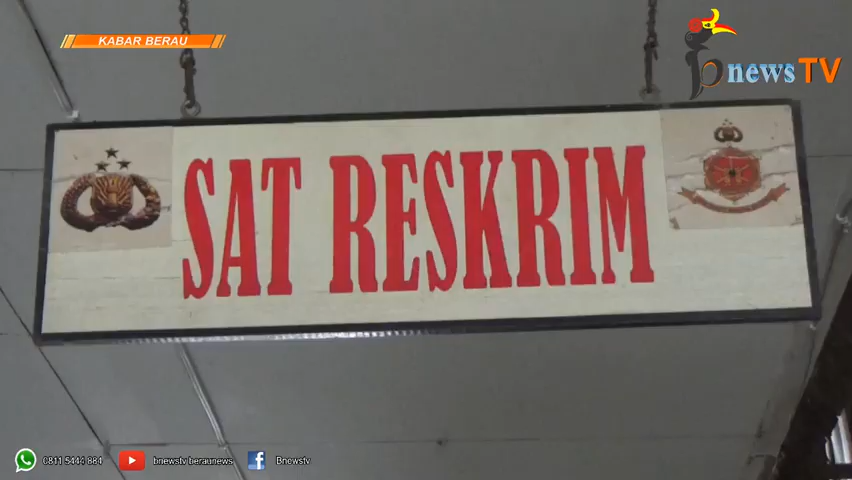 KABAR BERAU
bnewsTV
SAT RESKRIM
0811 5444 884
bnewstv beraunews
Bnewstv